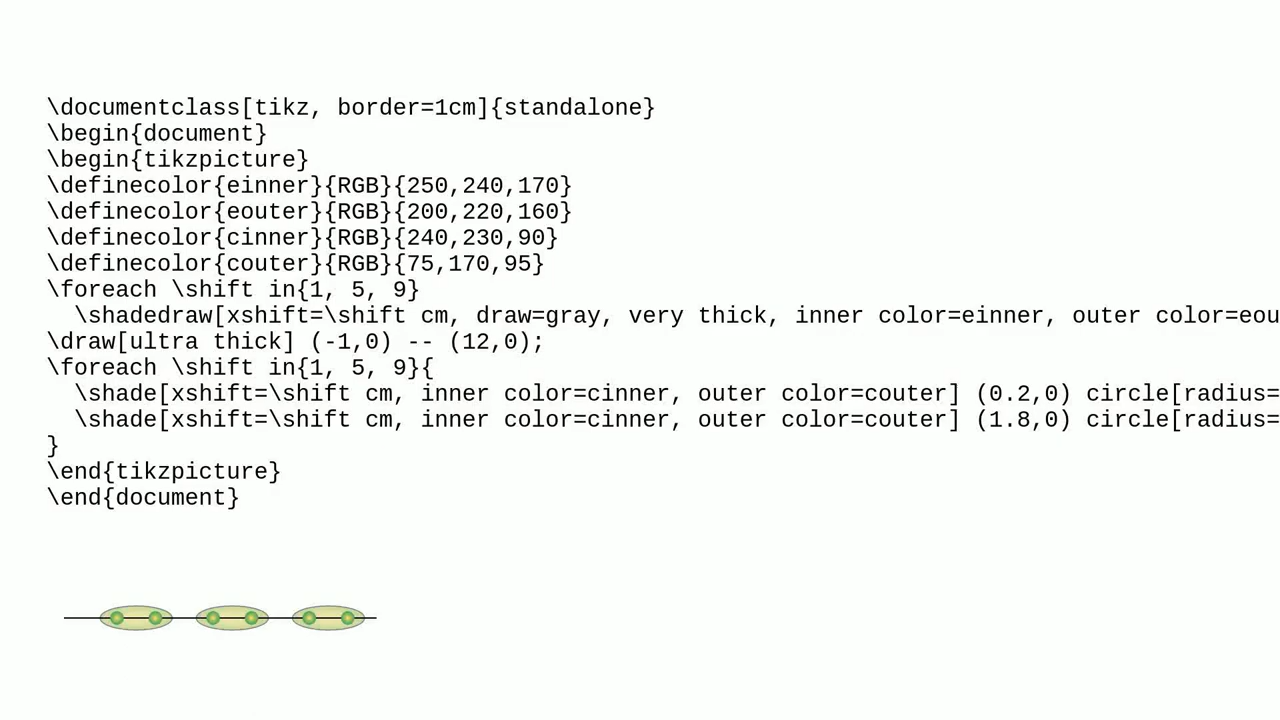 \documentclass[tikz, border=1cm]{standalone}
\begin{document}
\begin{tikzpicture}
\definecolor{einner}{RGB}{250,240,170}
\definecolor{eouter}{RGB}{200,220,160}
\definecolor{cinner}{RGB}{240,230,90}
\definecolor{couter}{RGB}{75,170,95}
\foreach \shift in{1, 5, 9}
  \shadedraw[xshift=\shift cm, draw=gray, very thick, inner color=einner, outer color=eou
\draw[ultra thick] (-1,0) -- (12,0);
\foreach \shift in{1, 5, 9}{
  \shade[xshift=\shift cm, inner color=cinner, outer color=couter] (0.2,0) circle[radius=
  \shade[xshift=\shift cm, inner color=cinner, outer color=couter] (1.8,0) circle[radius=
}
\end{tikzpicture}
\end{document}